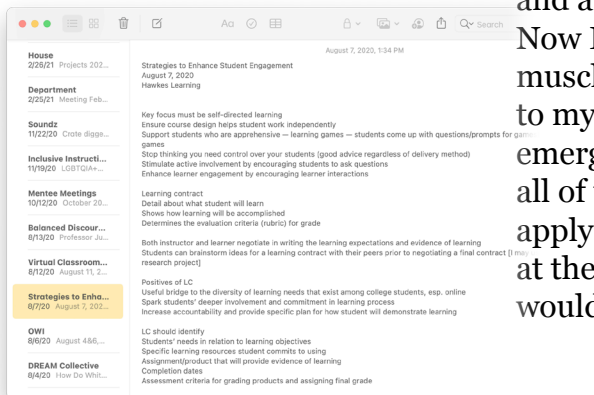 Aa
Search
House
2/26/21 Projects 202...
Department
2/25/21 Meeting Feb...
Soundz
11/22/20 Crate digge...
Inclusive Instructi...
11/19/20 LGBTQIA+...
Mentee Meetings
10/12/20 October 20...
Balanced Discour...
8/13/20 Professor Ju...
Virtual Classroom...
8/12/20 August 11, 2...
Strategies to Enha...
8/7/20 August 7, 202...
OWI
8/6/20 August 4&6,...
DREAM Collective
8/4/20 How Do Whit...
August 7, 2020, 1:34 PM
Strategies to Enhance Student Engagement
August 7, 2020
Hawkes Learning
Key focus must be self-directed learning
Ensure course design helps student work independently
Support students who are apprehensive — learning games — students come up with questions/prompts for
games
Stop thinking you need control over your students (good advice regardless of delivery method)
Stimulate active involvement by encouraging students to ask questions
Enhance learner engagement by encouraging learner interactions
Learning contract
Detail about what student will learn
Shows how learning will be accomplished
Determines the evaluation criteria (rubric) for grade
Both instructor and learner negotiate in writing the learning expectations and evidence of learning
Students can brainstorm ideas for a learning contract with their peers prior to negotiating a final contract [I may
research project]
Positives of LC
Useful bridge to the diversity of learning needs that exist among college students, esp. online
Spark students' deeper involvement and commitment in learning process
Increase accountability and provide specific plan for how student will demonstrate learning
LC should identify
Students' needs in relation to learning objectives
Specific learning resources student commits to using
Assignment/product that will provide evidence of learning
Completion dates
Assessment criteria for grading products and assigning final grade
and a
Now
muscl
to my
emerg
all of
apply
at the
would